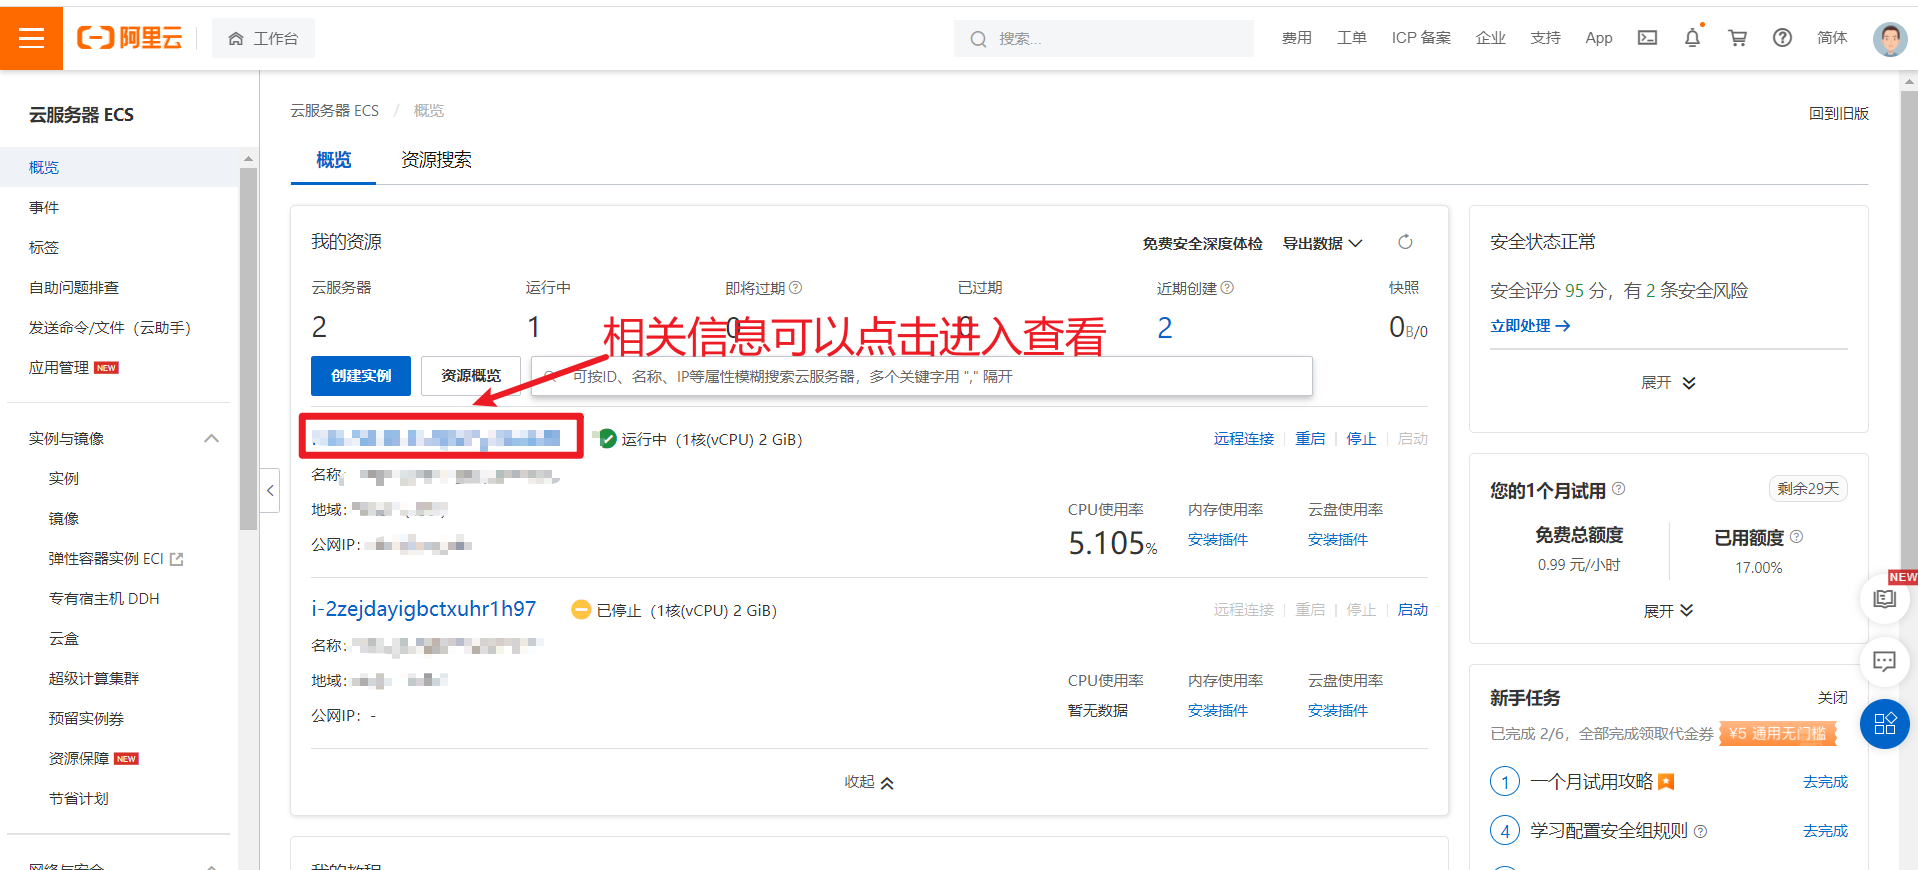 阿里云
工作台
搜索...
费用
工单
ICP 备案
企业
支持
App
简体
云服务器 ECS
概览
事件
标签
自助问题排查
发送命令/文件（云助手）
应用管理 NEW
实例与镜像
实例
镜像
弹性容器实例 ECI
专有宿主机 DDH
云盒
超级计算集群
预留实例券
资源保障 NEW
节省计划
网络与安全
云服务器 ECS / 概览
回到旧版
概览
资源搜索
我的资源
免费安全深度体检
导出数据
云服务器
运行中
即将过期
已过期
近期创建
快照
2
1
0
0
2
0B/0
相关信息可以点击进入查看
创建实例
资源概览
可按ID、名称、IP等属性模糊搜索云服务器，多个关键字用 "," 隔开
运行中（1核(vCPU) 2 GiB）
远程连接
重启
停止
启动
名称:
地域:
公网IP:
CPU使用率
内存使用率
云盘使用率
5.105%
安装插件
安装插件
i-2zejdayigbctxuhr1h97
已停止（1核(vCPU) 2 GiB）
远程连接
重启
停止
启动
名称:
地域:
公网IP: -
CPU使用率
内存使用率
云盘使用率
暂无数据
安装插件
安装插件
收起
我的教程
安全状态正常
安全评分 95 分，有 2 条安全风险
立即处理
展开
您的1个月试用
剩余29天
免费总额度
已用额度
0.99 元/小时
17.00%
展开
NEW
新手任务
关闭
已完成 2/6，全部完成领取代金券
¥5 通用无门槛
1 一个月试用攻略
去完成
4 学习配置安全组规则
去完成